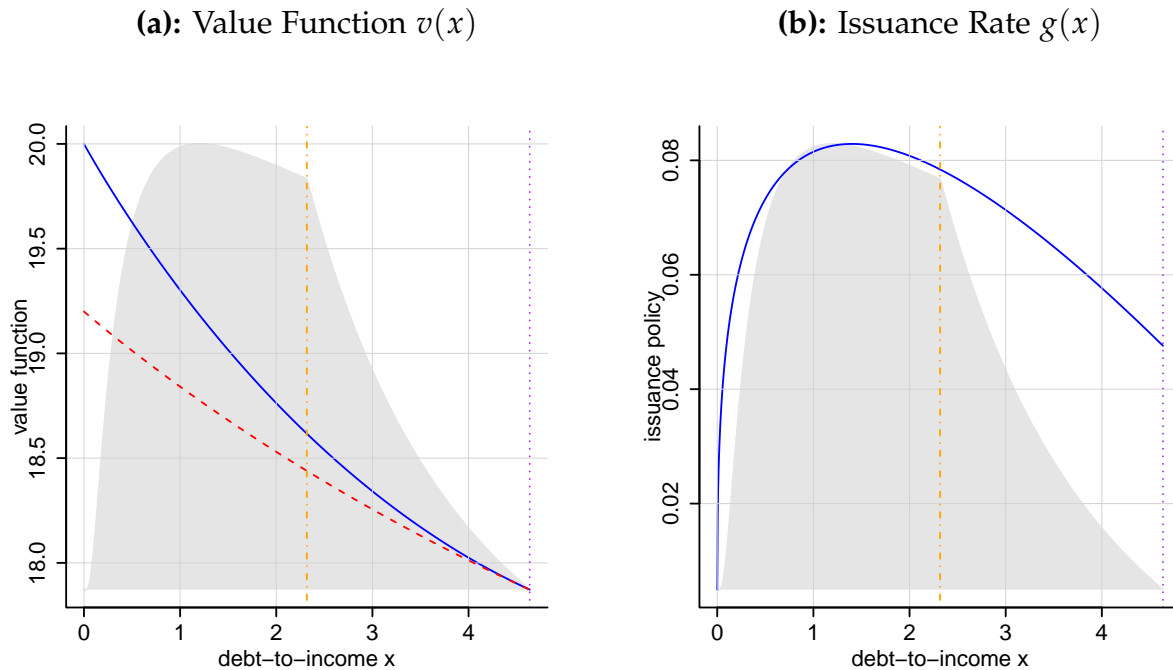 (a): Value Function v(x)
(b): Issuance Rate g(x)
value function
18.0
18.5
19.0
19.5
20.0
0 1 2 3 4
debt−to−income x
issuance policy
0.02
0.04
0.06
0.08
0 1 2 3 4
debt−to−income x